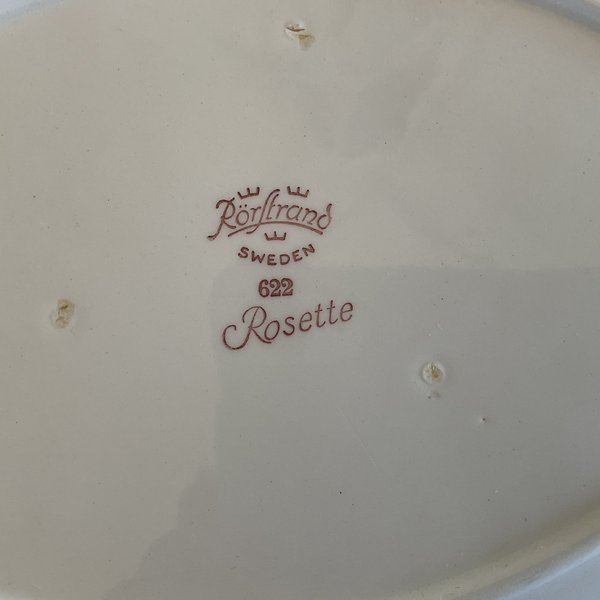 Rörstrand
SWEDEN
622
Rosette